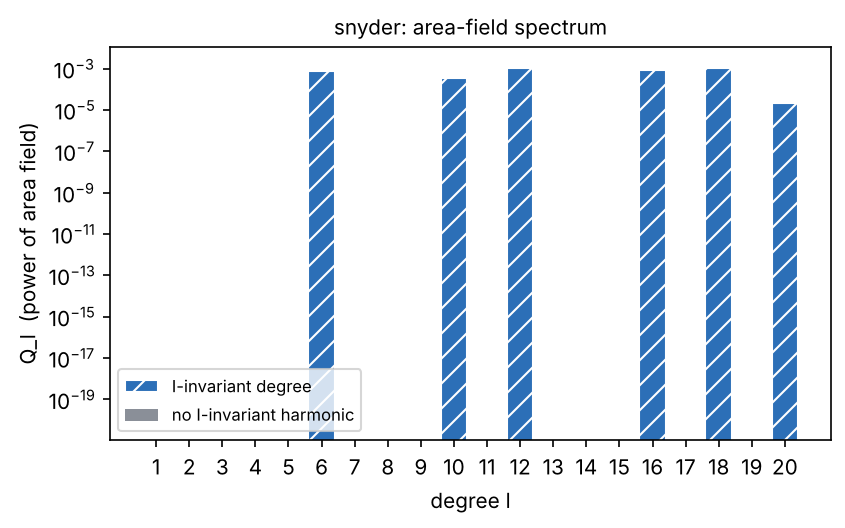 snyder: area-field spectrum
Q_l (power of area field)
10⁻³
10⁻⁵
10⁻⁷
10⁻⁹
10⁻¹¹
10⁻¹³
10⁻¹⁵
10⁻¹⁷
10⁻¹⁹
I-invariant degree
no I-invariant harmonic
1 2 3 4 5 6 7 8 9 10 11 12 13 14 15 16 17 18 19 20
degree l